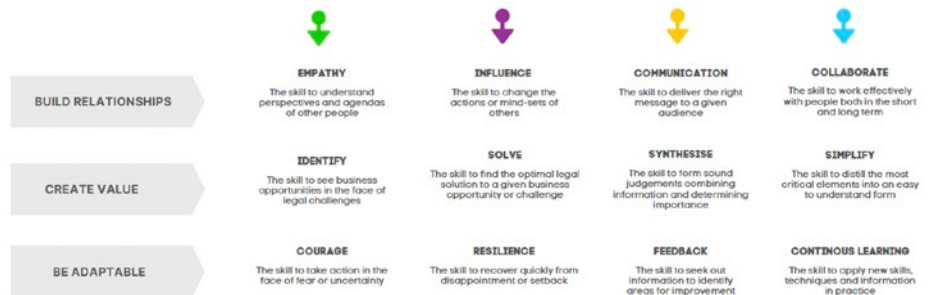 EMPATHY
The skill to understand
perspectives and agendas
of other people
INFLUENCE
The skill to change the
actions or mind-sets of
others
COMMUNICATION
The skill to deliver the right
message to a given
audience
COLLABORATE
The skill to work effectively
with people both in the short
and long term
BUILD RELATIONSHIPS
IDENTIFY
The skill to see business
opportunities in the face of
legal challenges
SOLVE
The skill to find the optimal legal
solution to a given business
opportunity or challenge
SYNTHESISE
The skill to form sound
judgements combining
information and determining
importance
SIMPLIFY
The skill to distill the most
critical elements into an easy
to understand form
CREATE VALUE
COURAGE
The skill to take action in the
face of fear or uncertainty
RESILIENCE
The skill to recover quickly from
disappointment or setback
FEEDBACK
The skill to seek out
information to identify
areas for improvement
CONTINOUS LEARNING
The skill to apply new skills,
techniques and information
in practice
BE ADAPTABLE